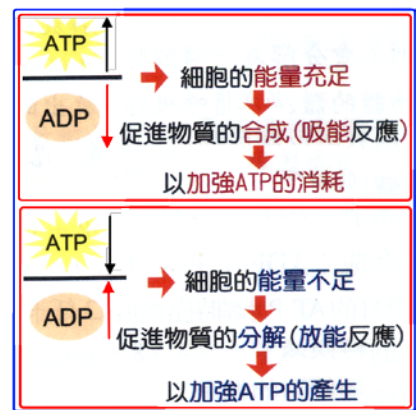 ATP
ADP
細胞的能量充足
促進物質的合成(吸能反應)
以加強ATP的消耗
ATP
ADP
細胞的能量不足
促進物質的分解(放能反應)
以加強ATP的產生